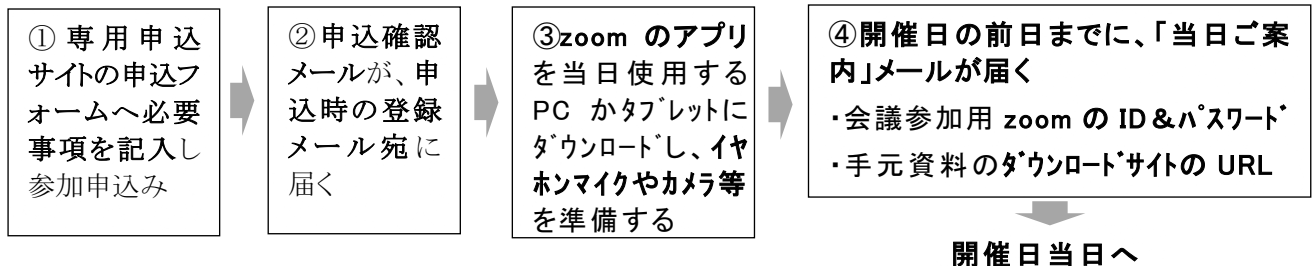 ①専用申込
サイトの申込フ
ォームへ必要
事項を記入し
参加申込み
②申込確認
メールが、申
込時の登録
メール宛に
届く
③zoom のアプリ
を当日使用する
PC かﾀﾌﾞﾚｯﾄに
ﾀﾞｳﾝﾛｰﾄﾞし、イヤ
ホンマイクやカメラ等
を準備する
④開催日の前日までに、「当日ご案
内」メールが届く
・会議参加用 zoom の ID＆ﾊﾟｽﾜｰﾄﾞ
・手元資料のﾀﾞｳﾝﾛｰﾄﾞｻｲﾄの URL
開催日当日へ